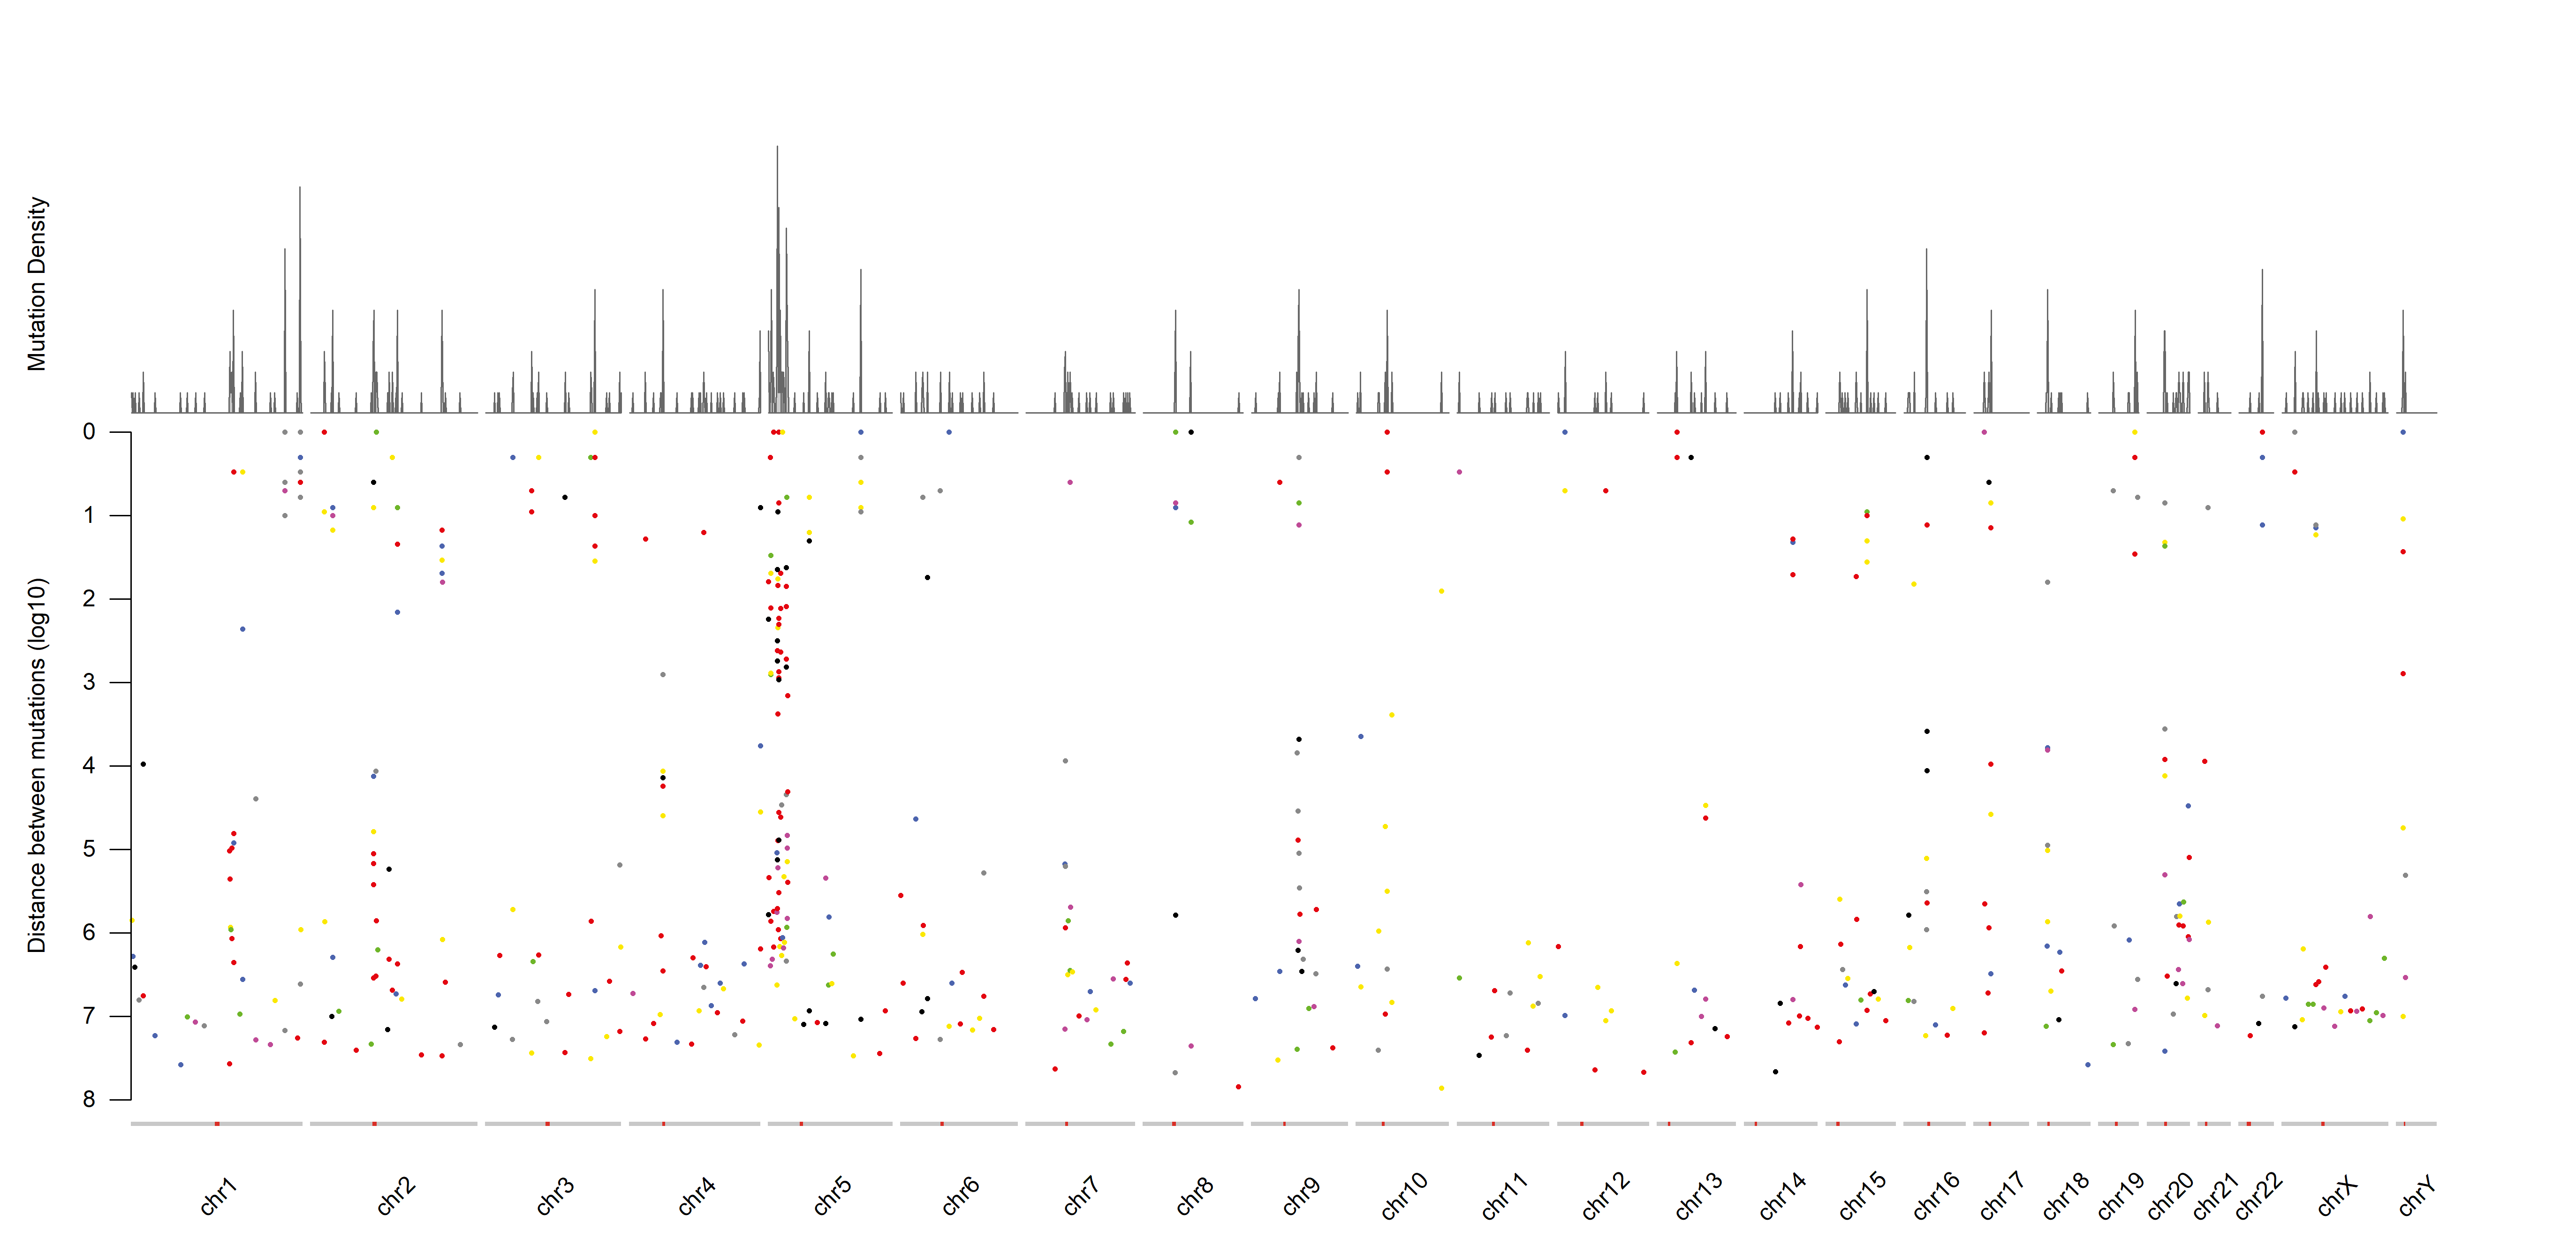 Mutation Density
Distance between mutations (log10)
0
1
2
3
4
5
6
7
8
chr1
chr2
chr3
chr4
chr5
chr6
chr7
chr8
chr9
chr10
chr11
chr12
chr13
chr14
chr15
chr16
chr17
chr18
chr19
chr20
chr21
chr22
chrX
chrY